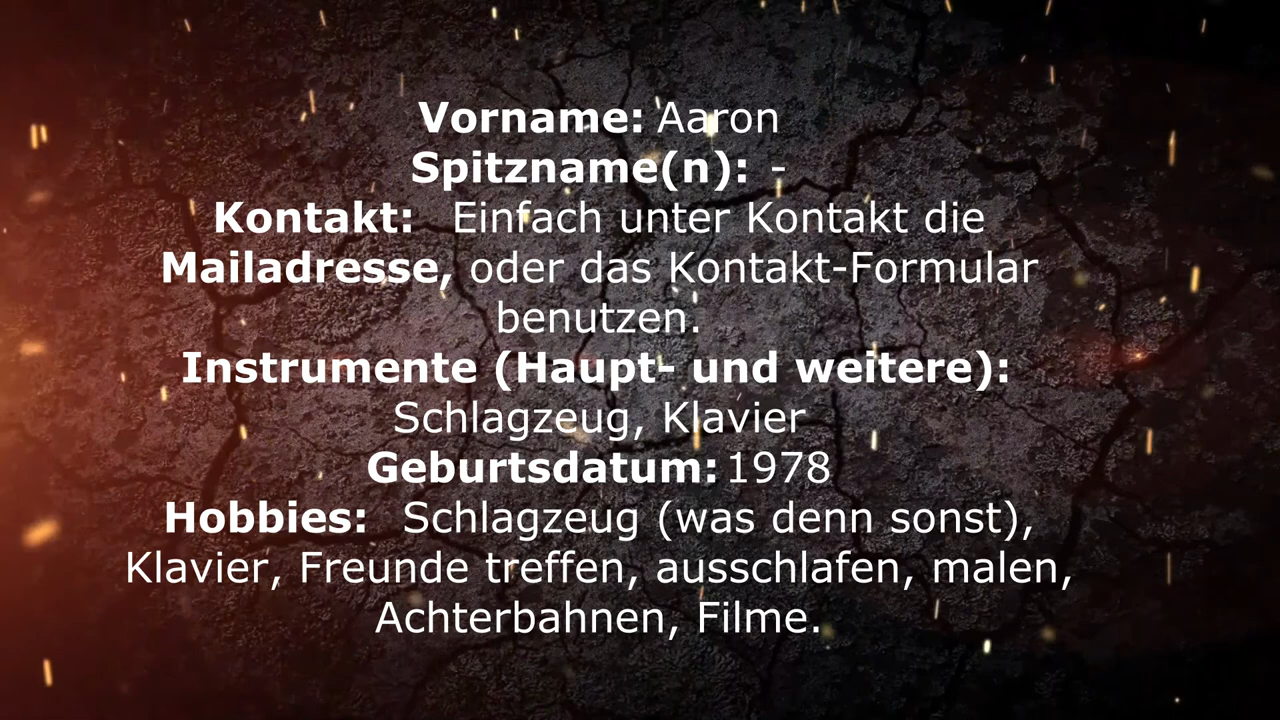 Vorname: Aaron
Spitzname(n): -
Kontakt: Einfach unter Kontakt die
Mailadresse, oder das Kontakt-Formular
benutzen.
Instrumente (Haupt- und weitere):
Schlagzeug, Klavier
Geburtsdatum: 1978
Hobbies: Schlagzeug (was denn sonst),
Klavier, Freunde treffen, ausschlafen, malen,
Achterbahnen, Filme.